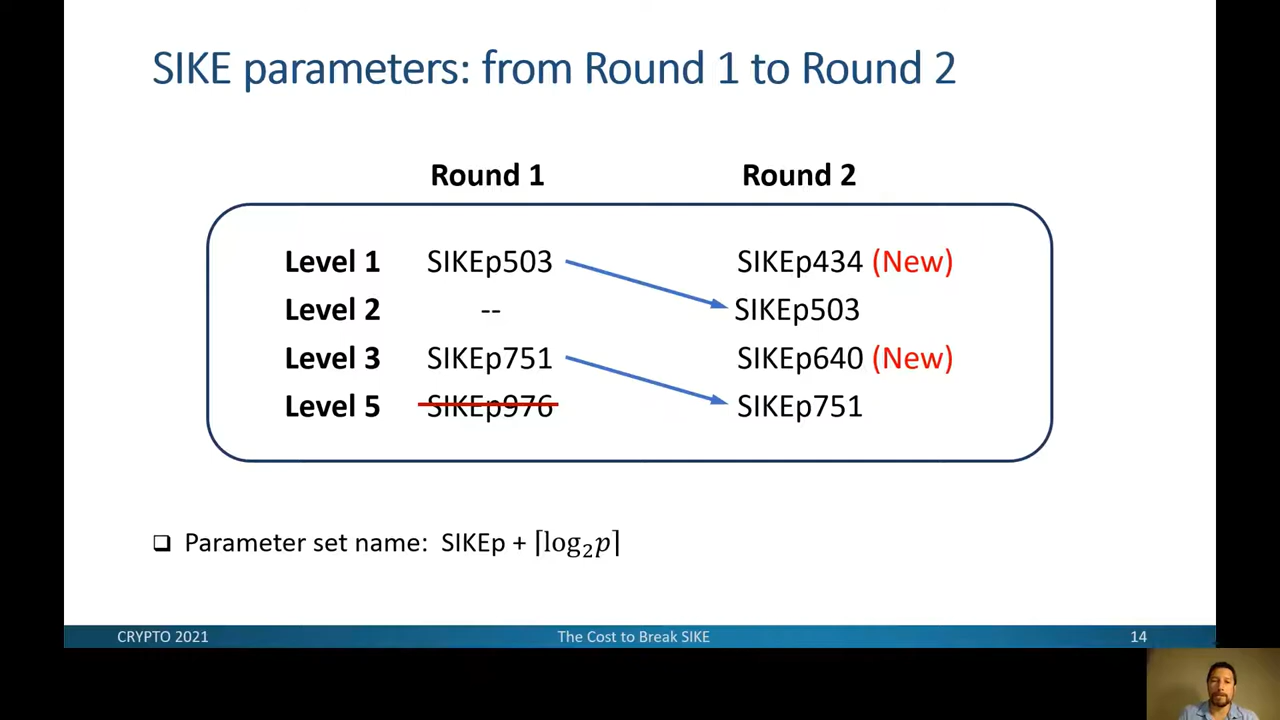 SIKE parameters: from Round 1 to Round 2
Round 1 Round 2
Level 1 SIKEp503 SIKEp434 (New)
Level 2 -- SIKEp503
Level 3 SIKEp751 SIKEp640 (New)
Level 5 SIKEp976 SIKEp751
❑ Parameter set name: SIKEp + ⌈log₂p⌉
CRYPTO 2021 The Cost to Break SIKE 14